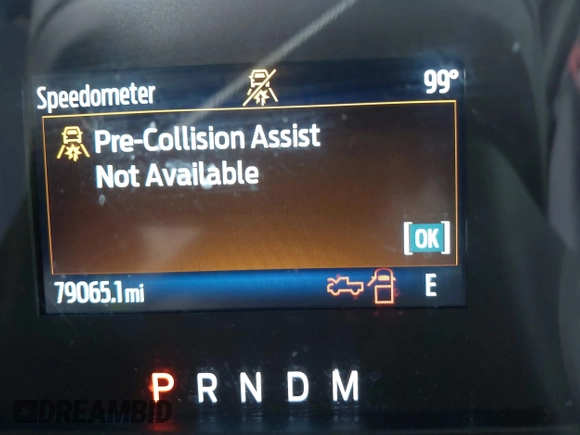 Speedometer 99°
Pre-Collision Assist
Not Available
[OK]
79065.1 mi E
P R N D M
DREAMBID